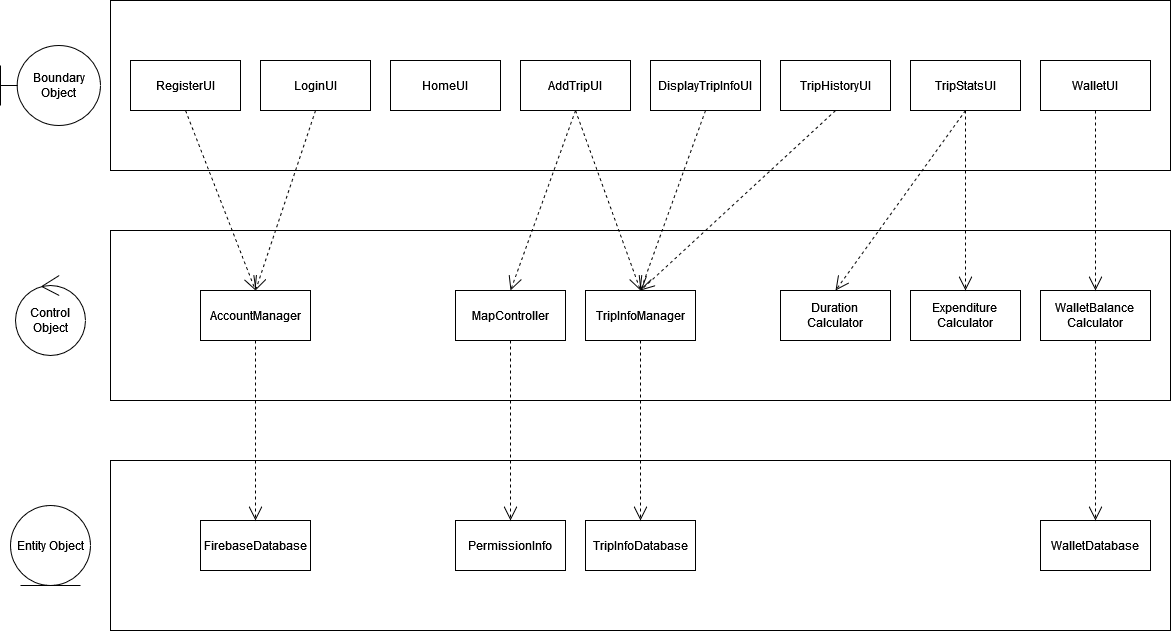 Boundary
Object
RegisterUI
LoginUI
HomeUI
AddTripUI
DisplayTripInfoUI
TripHistoryUI
TripStatsUI
WalletUI
Control
Object
AccountManager
MapController
TripInfoManager
Duration
Calculator
Expenditure
Calculator
WalletBalance
Calculator
Entity Object
FirebaseDatabase
PermissionInfo
TripInfoDatabase
WalletDatabase